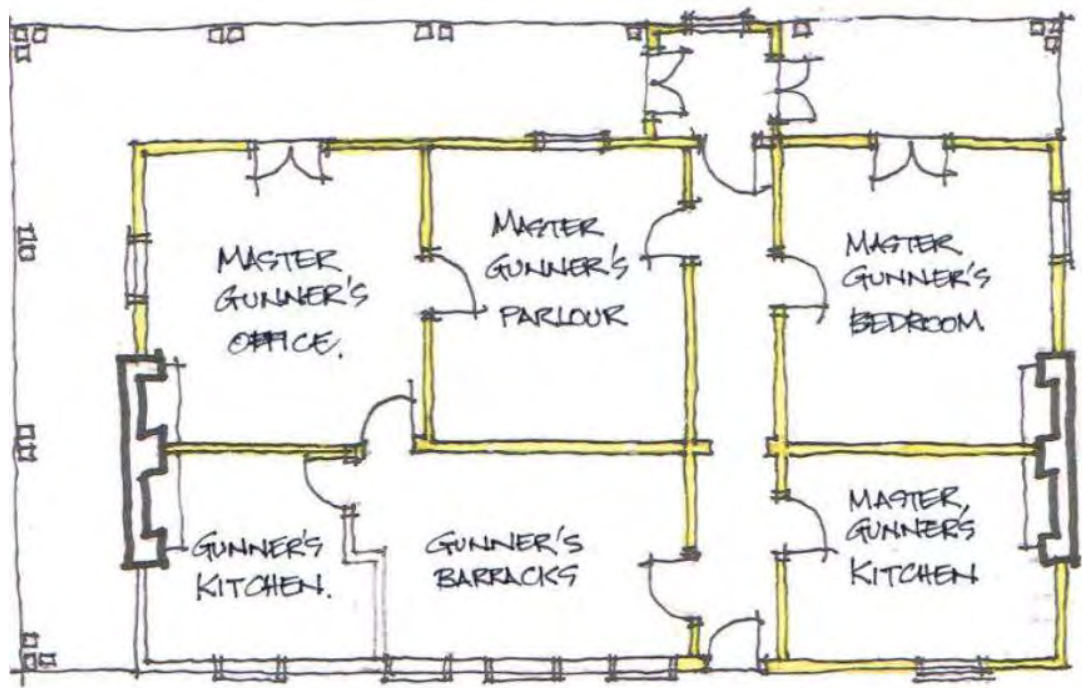 MASTER
GUNNER'S
OFFICE.
MASTER
GUNNER'S
PARLOUR
MASTER
GUNNER'S
BEDROOM.
GUNNER'S
KITCHEN.
GUNNER'S
BARRACKS
MASTER
GUNNER'S
KITCHEN